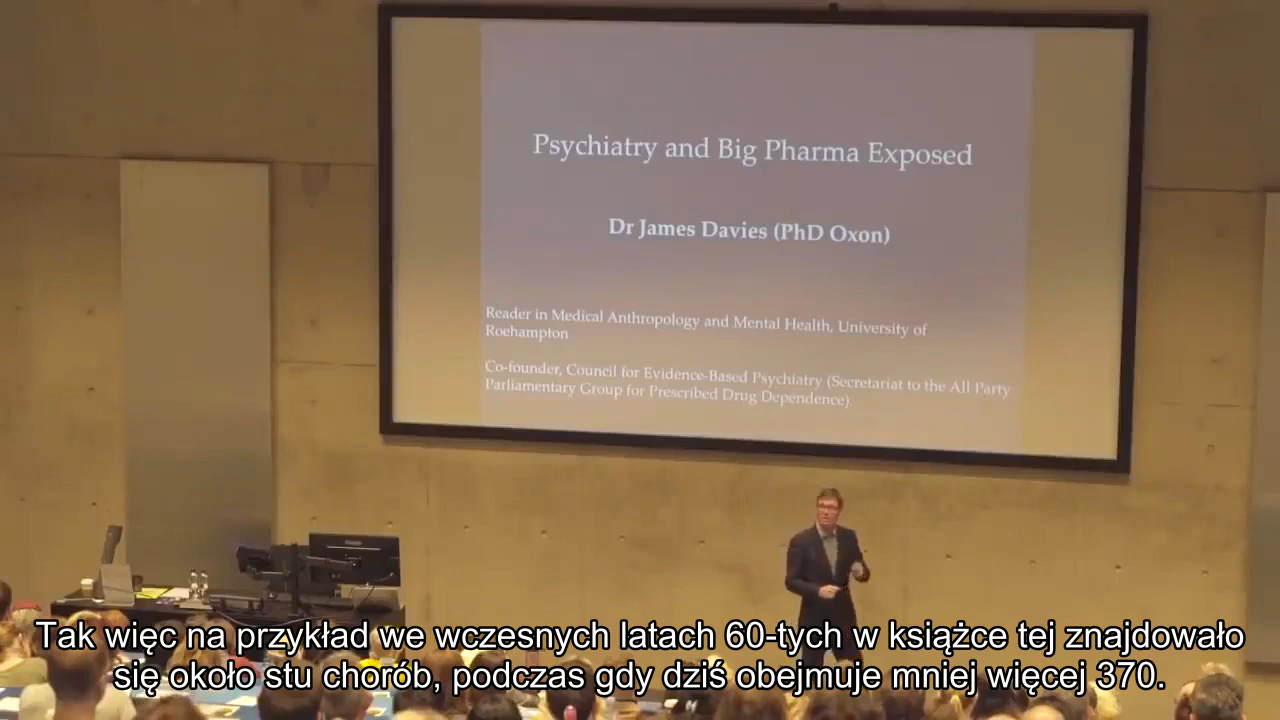 Psychiatry and Big Pharma Exposed
Dr James Davies (PhD Oxon)
Reader in Medical Anthropology and Mental Health, University of
Roehampton
Co-founder, Council for Evidence-Based Psychiatry (Secretariat to the All Party
Parliamentary Group for Prescribed Drug Dependence).
Tak więc na przykład we wczesnych latach 60-tych w książce tej znajdowało
się około stu chorób, podczas gdy dziś obejmuje mniej więcej 370.